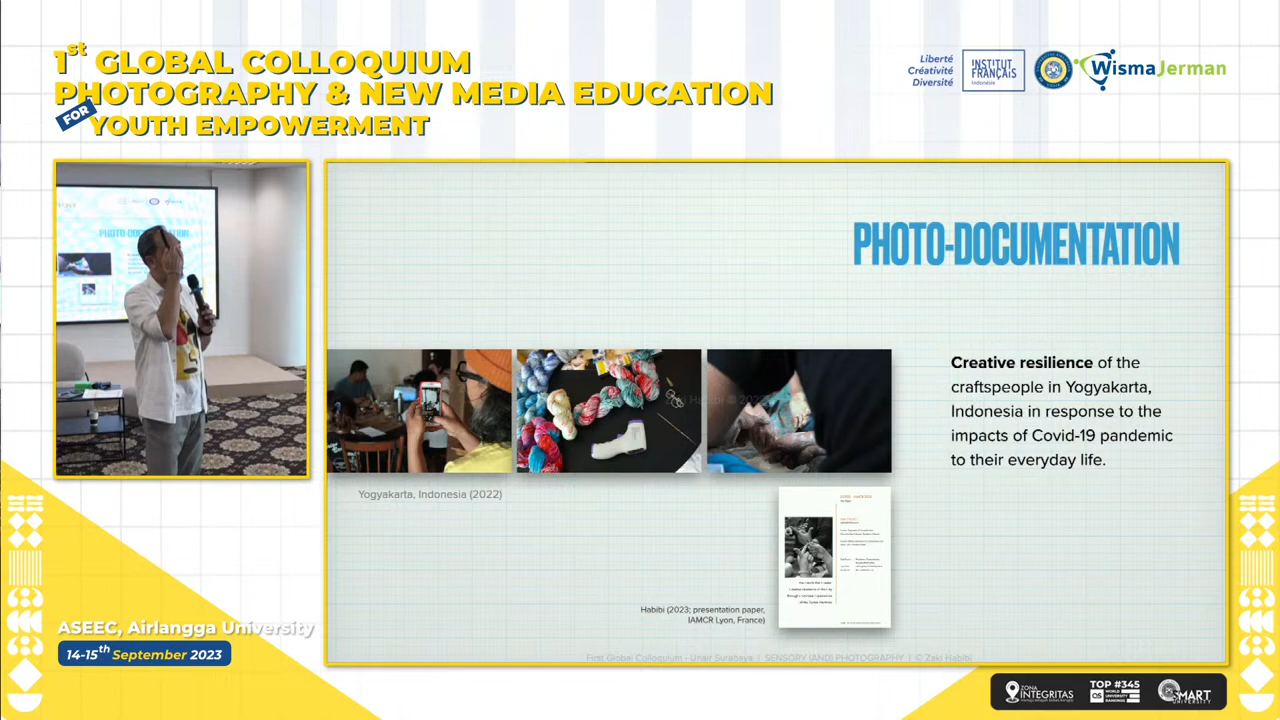 1st GLOBAL COLLOQUIUM
PHOTOGRAPHY & NEW MEDIA EDUCATION
FOR
YOUTH EMPOWERMENT
Liberté
Créativité
Diversité
INSTITUT
FRANÇAIS
Indonésie
WismaJerman
PHOTO-DOCUMENTATION
Creative resilience of the
craftspeople in Yogyakarta,
Indonesia in response to the
impacts of Covid-19 pandemic
to their everyday life.
Yogyakarta, Indonesia (2022)
Habibi (2023; presentation paper,
IAMCR Lyon, France)
First Global Colloquium - Unair Surabaya | SENSORY (AND) PHOTOGRAPHY | © Zaki Habibi
ASEEC, Airlangga University
14-15th September 2023
ZONA
INTEGRITAS
TOP #345
QS WORLD
UNIVERSITY
RANKINGS
SMART
UNIVERSITY